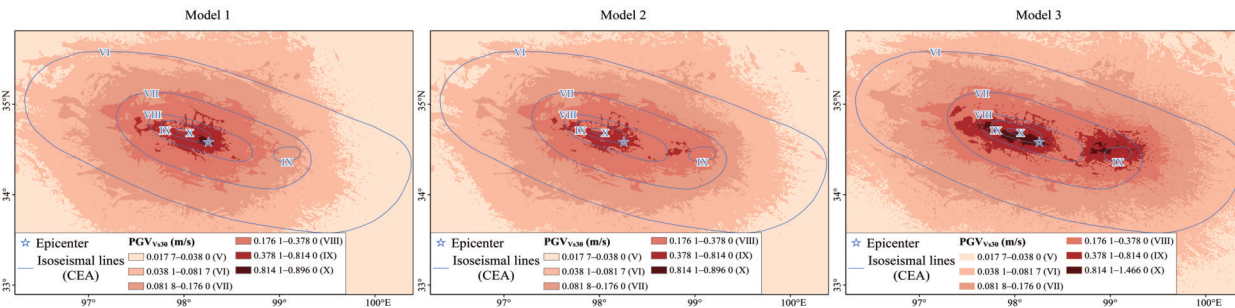 Model 1
VI
VII
VIII
IX
X
IX
35°N
34°
33°
Epicenter
Isoseismal lines
(CEA)
PGVVs30 (m/s)
0.017 7–0.038 0 (V)
0.038 1–0.081 7 (VI)
0.081 8–0.176 0 (VII)
0.176 1–0.378 0 (VIII)
0.378 1–0.814 0 (IX)
0.814 1–0.896 0 (X)
97°
98°
99°
100°E
Model 2
VI
VII
VIII
IX
X
IX
35°N
34°
33°
Epicenter
Isoseismal lines
(CEA)
PGVVs30 (m/s)
0.017 7–0.038 0 (V)
0.038 1–0.081 7 (VI)
0.081 8–0.176 0 (VII)
0.176 1–0.378 0 (VIII)
0.378 1–0.814 0 (IX)
0.814 1–0.896 0 (X)
97°
98°
99°
100°E
Model 3
VI
VII
VIII
IX
X
IX
35°N
34°
33°
Epicenter
Isoseismal lines
(CEA)
PGVVs30 (m/s)
0.017 7–0.038 0 (V)
0.038 1–0.081 7(VI)
0.081 8–0.176 0 (VII)
0.176 1–0.378 0 (VIII)
0.378 1–0.814 0 (IX)
0.814 1–1.466 0 (X)
97°
98°
99°
100°E